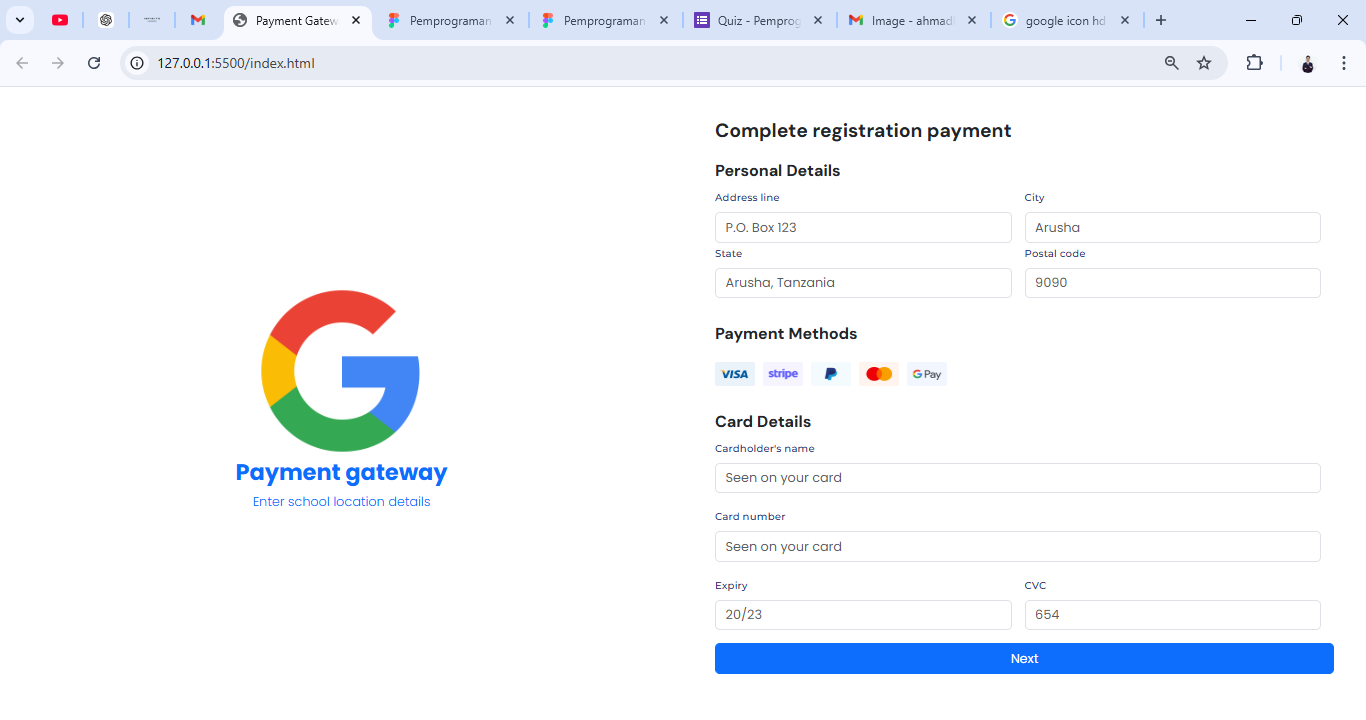 Payment Gatew
Pemprograman
Pemprograman
Quiz - Pemprog
Image - ahmad
google icon hd
127.0.0.1:5500/index.html
Payment gateway
Enter school location details
Complete registration payment
Personal Details
Address line City
P.O. Box 123 Arusha
State Postal code
Arusha, Tanzania 9090
Payment Methods
VISA stripe G Pay
Card Details
Cardholder's name
Seen on your card
Card number
Seen on your card
Expiry CVC
20/23 654
Next